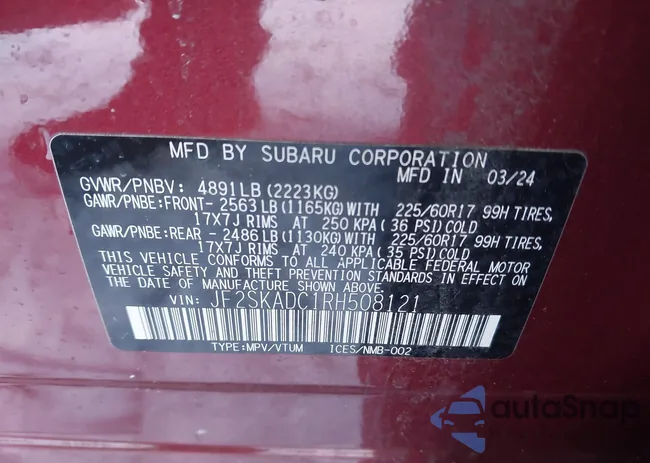 MFD BY SUBARU CORPORATION
GVWR/PNBV: 4891LB (2223KG) MFD IN 03/24
GAWR/PNBE:FRONT- 2563 LB (1165KG) WITH 225/60R17 99H TIRES,
17X7J RIMS AT 250 KPA (36 PSI) COLD
GAWR/PNBE:REAR - 2486 LB (1130KG) WITH 225/60R17 99H TIRES,
17X7J RIMS AT 240 KPA (35 PSI) COLD
THIS VEHICLE CONFORMS TO ALL APPLICABLE FEDERAL MOTOR
VEHICLE SAFETY AND THEFT PREVENTION STANDARDS IN EFFECT ON
THE DATE OF MANUFACTURE SHOWN ABOVE.
VIN: JF2SKADC1RH508121
TYPE:MPV/VTUM ICES/NMB-002
autoSnap